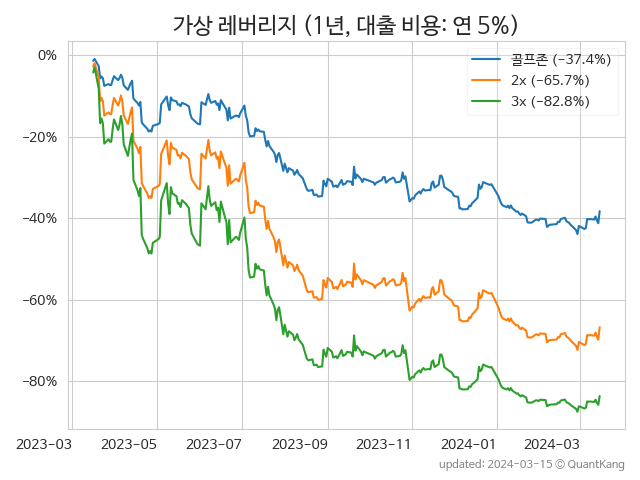 가상 레버리지 (1년, 대출 비용: 연 5%)
골프존 (−37.4%)
2x (−65.7%)
3x (−82.8%)
0%
−20%
−40%
−60%
−80%
2023-03 2023-05 2023-07 2023-09 2023-11 2024-01 2024-03
updated: 2024-03-15 © QuantKang